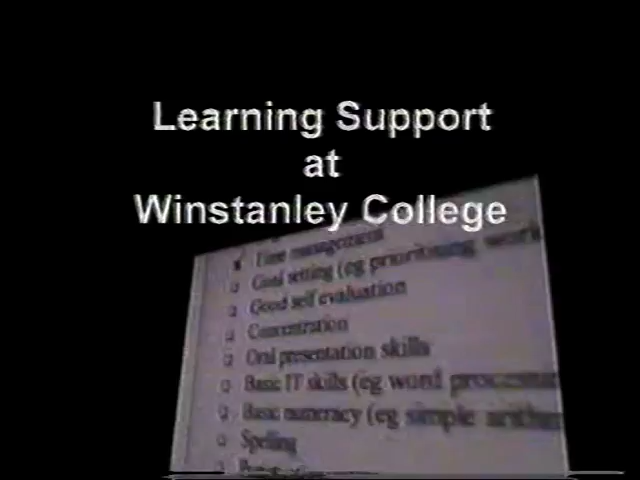 Learning Support
at
Winstanley College
Time management
Goal setting (eg prioritising work
Good self evaluation
Concentration
Oral presentation skills
Basic IT skills (eg word
Basic numeracy (eg simple
Spelling